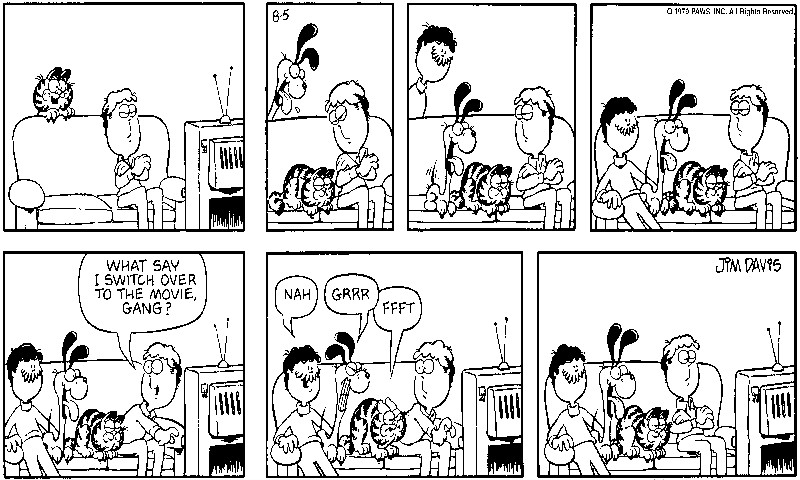 8-5
© 1979 PAWS, INC. All Rights Reserved.
WHAT SAY
I SWITCH OVER
TO THE MOVIE,
GANG?
NAH
GRRR
FFFT
JIM DAVIS